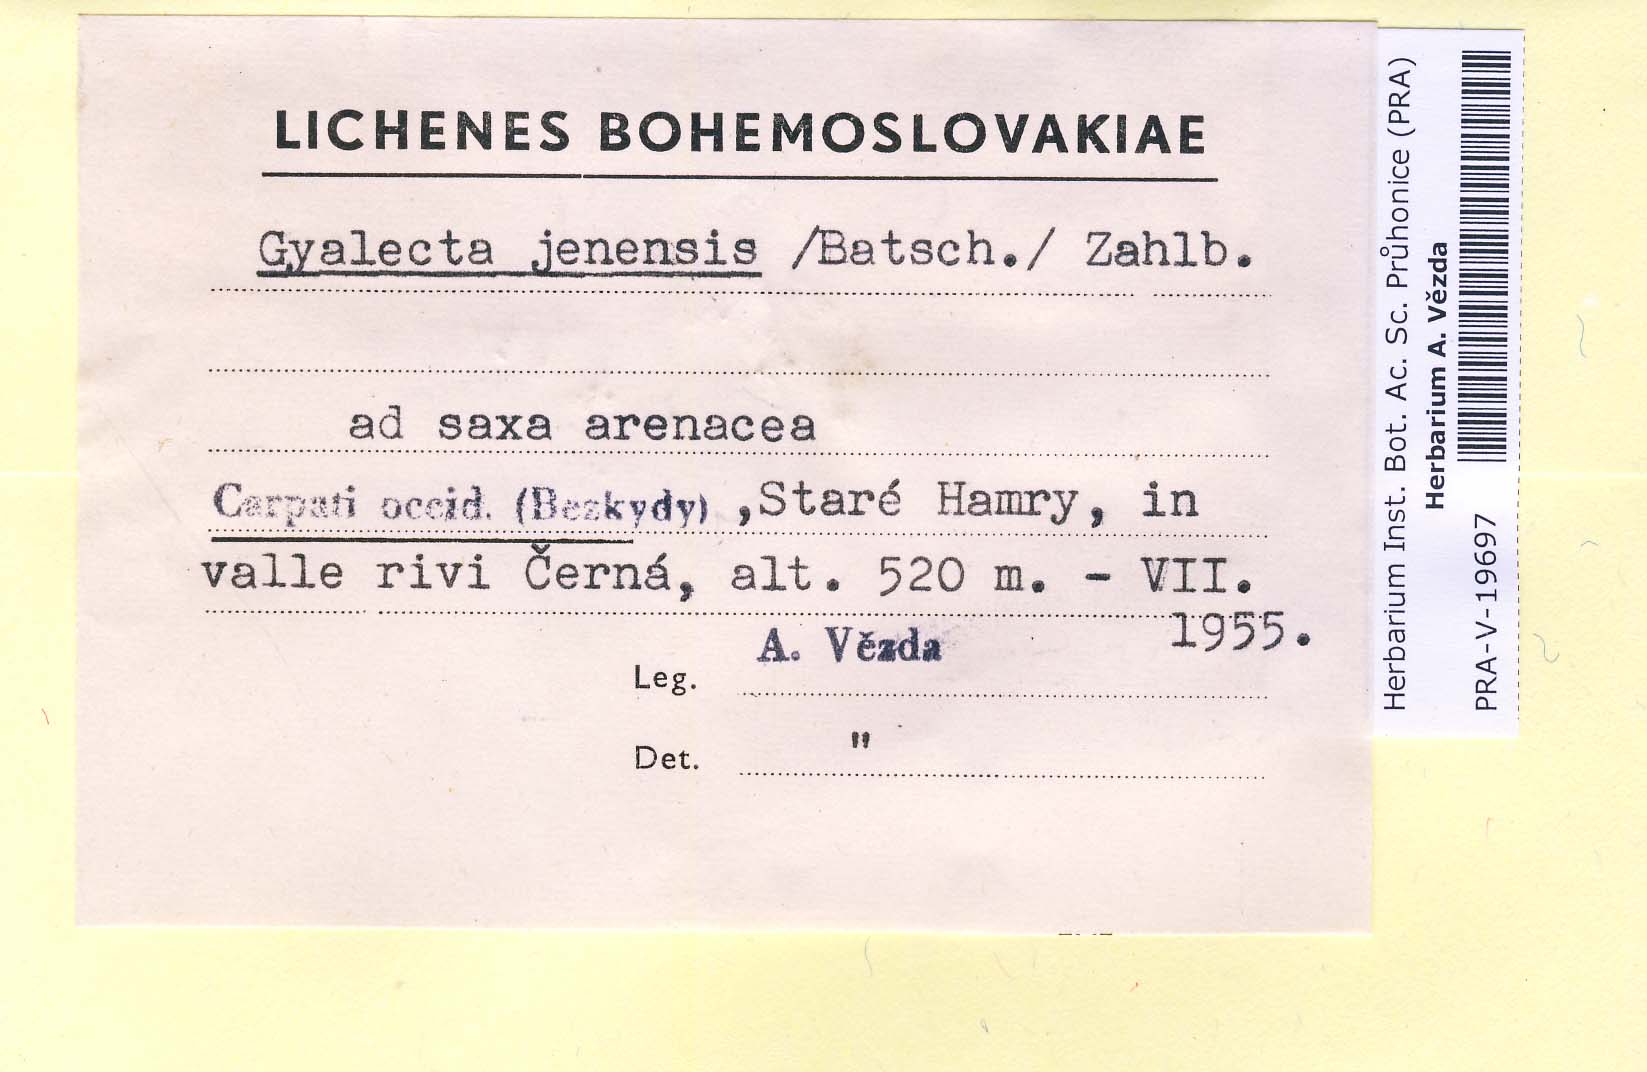 LICHENES BOHEMOSLOVAKIAE
Gyalecta jenensis /Batsch./ Zahlb.
ad saxa arenacea
Carpati occid. (Bezkydy) ,Staré Hamry, in
valle rivi Černá, alt. 520 m. - VII.
1955.
Leg. A. Vězda
Det. "
Herbarium Inst. Bot. Ac. Sc. Průhonice (PRA)
Herbarium A. Vězda
PRA-V-19697